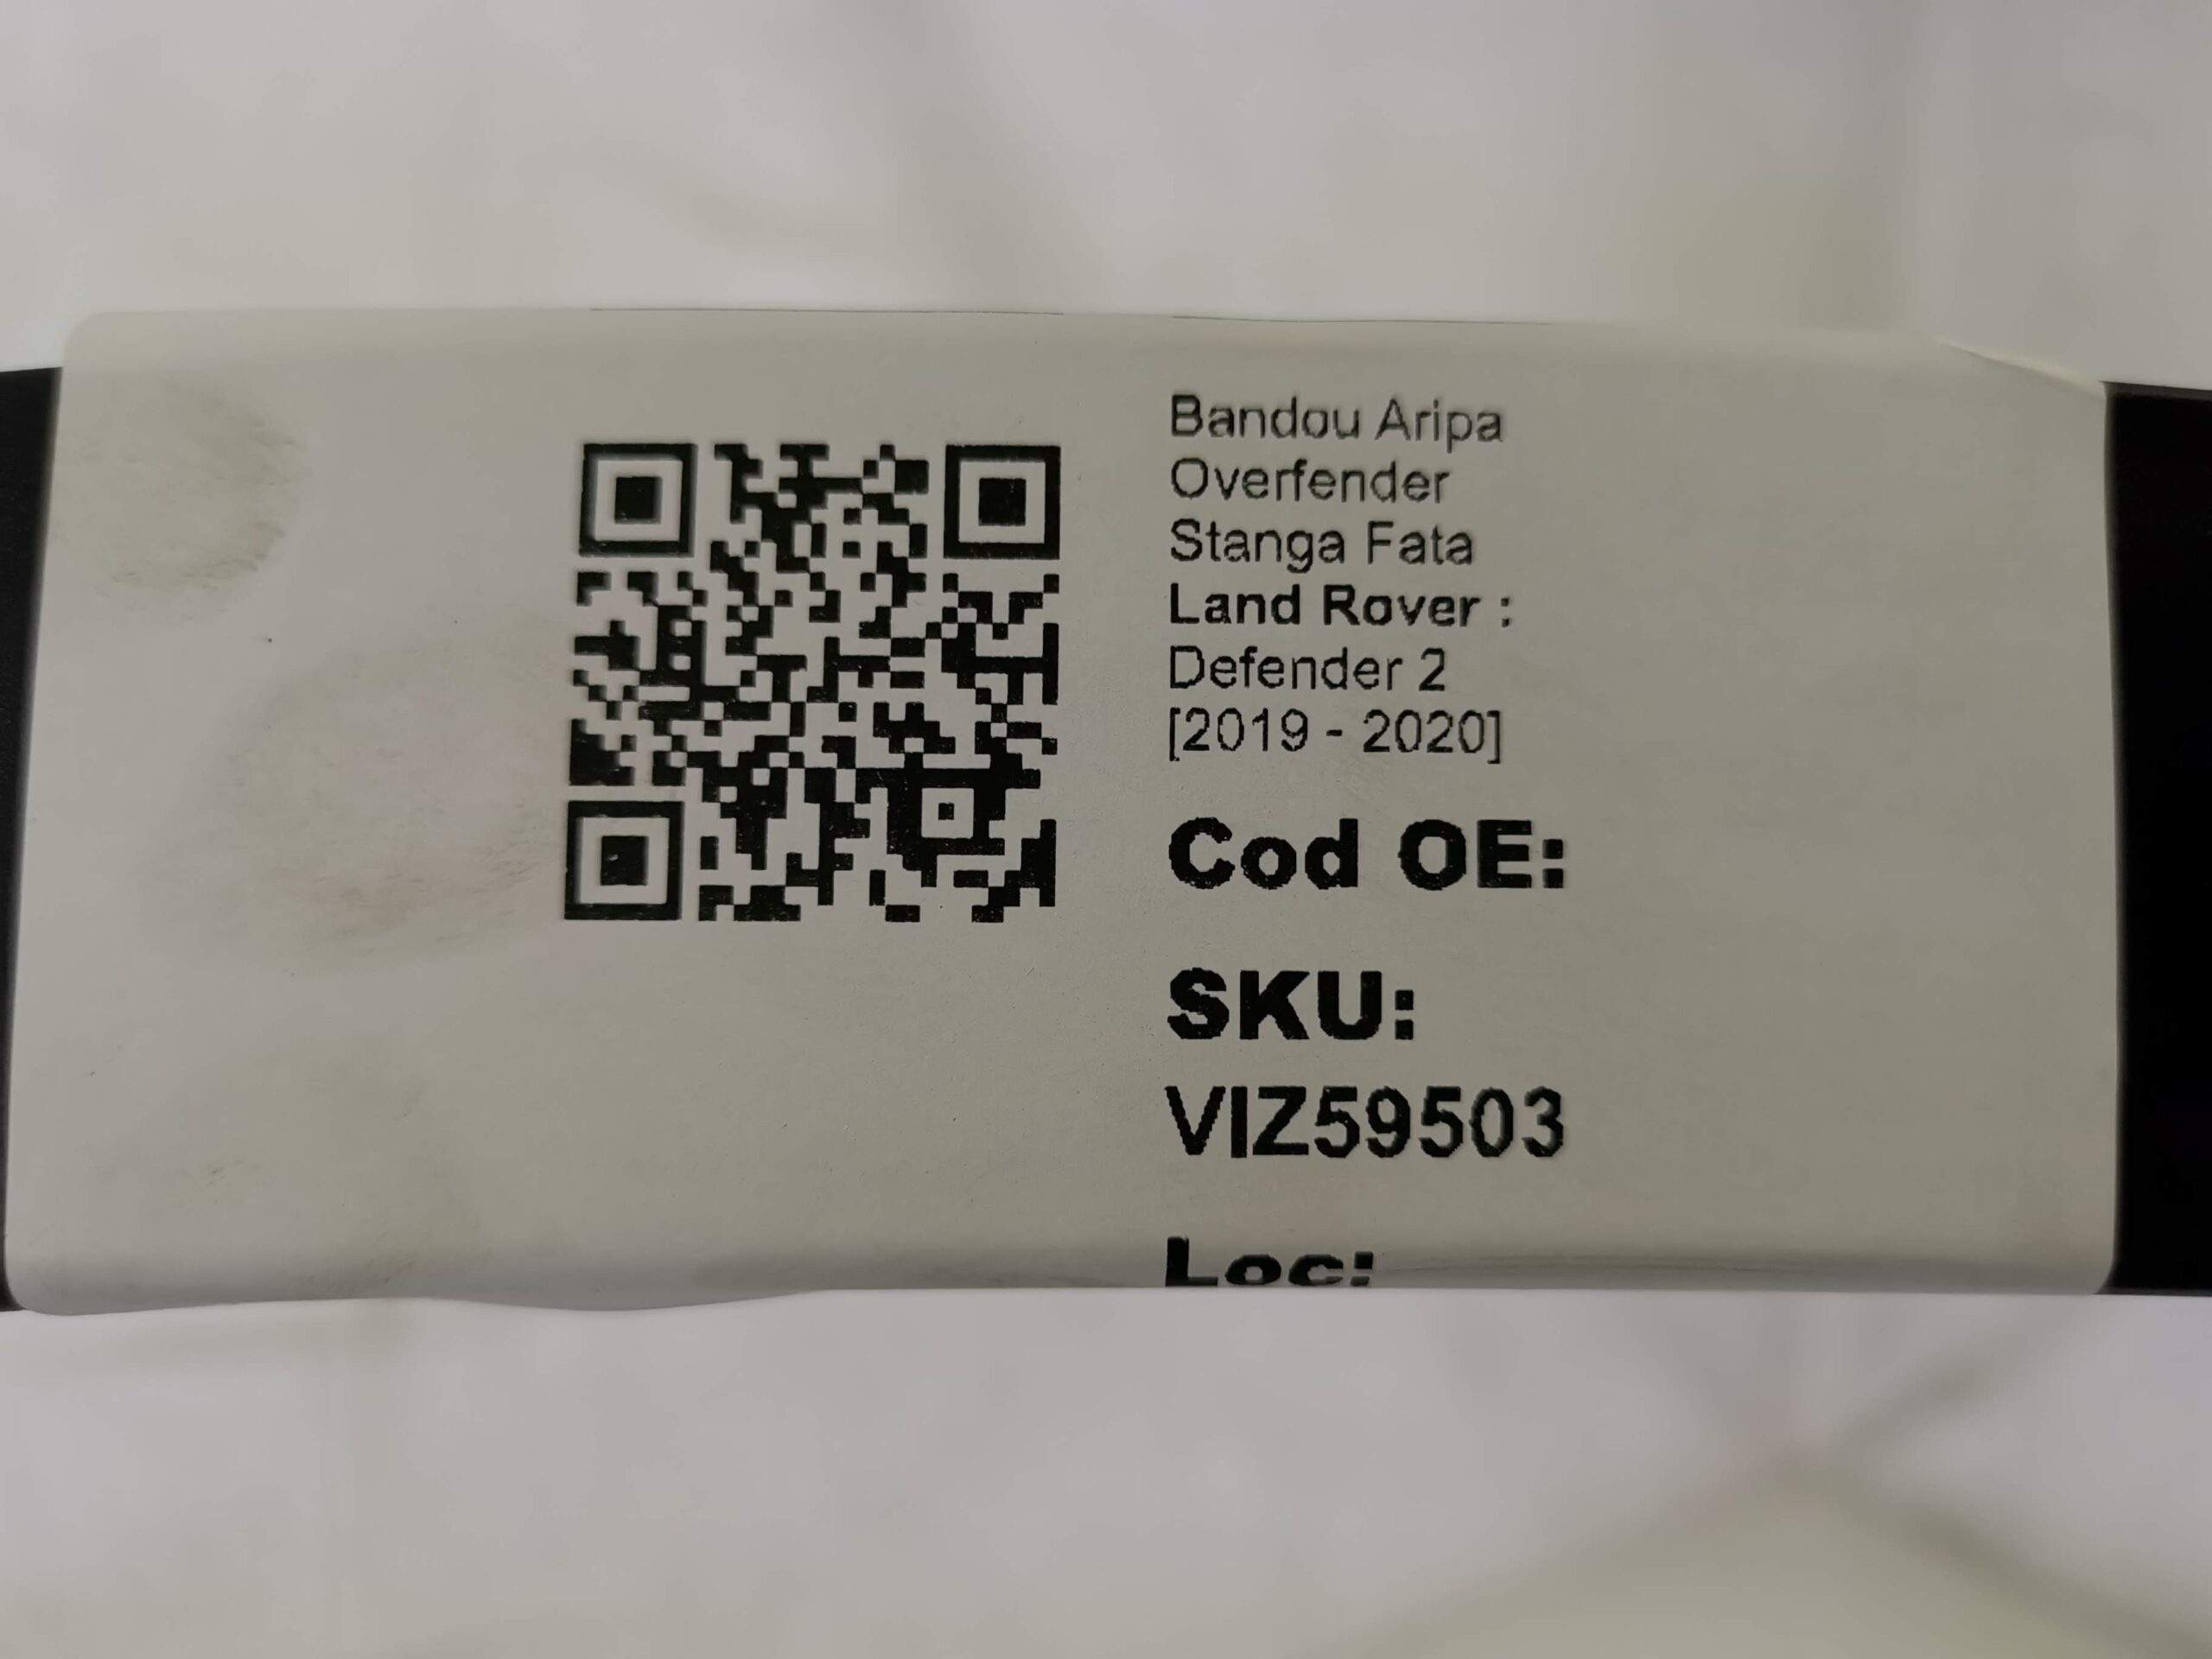 Bandou Aripa
Overfender
Stanga Fata
Land Rover :
Defender 2
[2019 - 2020]
Cod OE:
SKU:
VIZ59503
Loc: